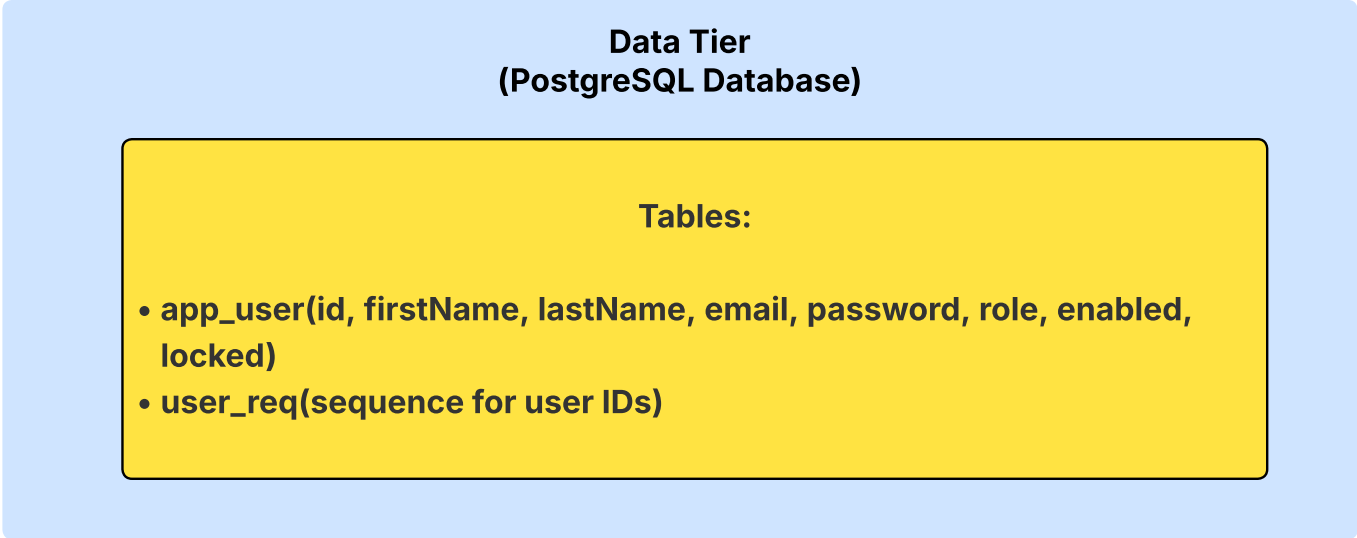 Data Tier
(PostgreSQL Database)
Tables:
• app_user(id, firstName, lastName, email, password, role, enabled,
locked)
• user_req(sequence for user IDs)